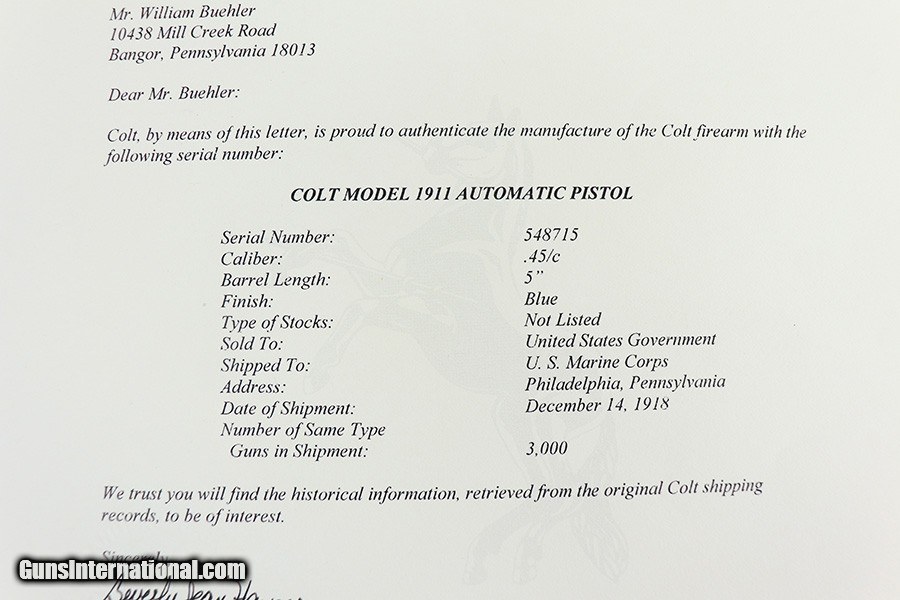 Mr. William Buehler
10438 Mill Creek Road
Bangor, Pennsylvania 18013
Dear Mr. Buehler:
Colt, by means of this letter, is proud to authenticate the manufacture of the Colt firearm with the
following serial number:
COLT MODEL 1911 AUTOMATIC PISTOL
Serial Number: 548715
Caliber: .45/c
Barrel Length: 5”
Finish: Blue
Type of Stocks: Not Listed
Sold To: United States Government
Shipped To: U. S. Marine Corps
Address: Philadelphia, Pennsylvania
Date of Shipment: December 14, 1918
Number of Same Type
Guns in Shipment: 3,000
We trust you will find the historical information, retrieved from the original Colt shipping
records, to be of interest.
Sincerely
GunsInternational.com
Beverly Jean